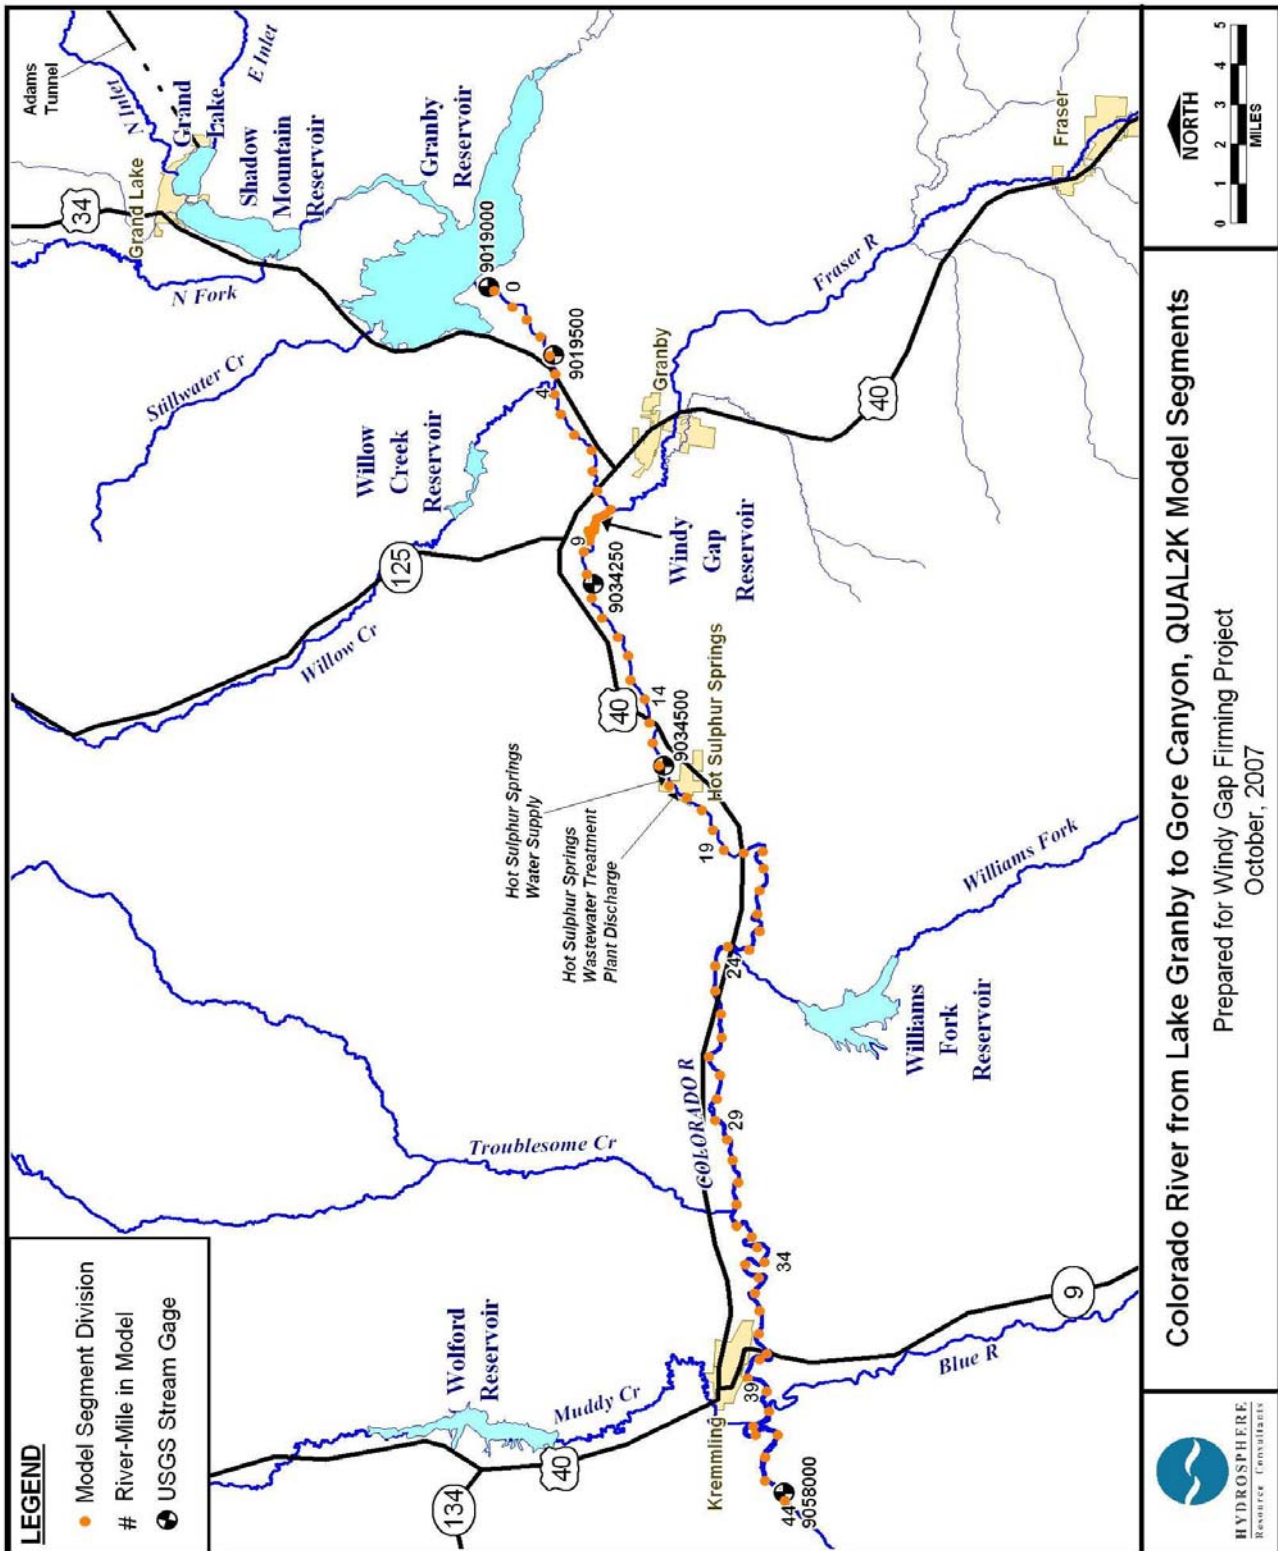 LEGEND
Model Segment Division
# River-Mile in Model
USGS Stream Gage
Adams
Tunnel
N Inlet
E Inlet
Grand
Lake
Grand Lake
34
Shadow
Mountain
Reservoir
Granby
Reservoir
N Fork
Stillwater Cr
9019000
0
9019500
4
Willow
Creek
Reservoir
125
Willow Cr
Granby
Fraser R
Fraser
40
9
Windy
Gap
Reservoir
9034250
14
40
9034500
Hot Sulphur Springs
Hot Sulphur Springs
Water Supply
Hot Sulphur Springs
Wastewater Treatment
Plant Discharge
19
24
Williams Fork
Williams
Fork
Reservoir
COLORADO R
29
Troublesome Cr
34
Wolford
Reservoir
Muddy Cr
134
40
Kremmling
39
Blue R
9
44
9058000
HYDROSPHERE
Resource Consultants
Colorado River from Lake Granby to Gore Canyon, QUAL2K Model Segments
Prepared for Windy Gap Firming Project
October, 2007
NORTH
0 1 2 3 4 5
MILES